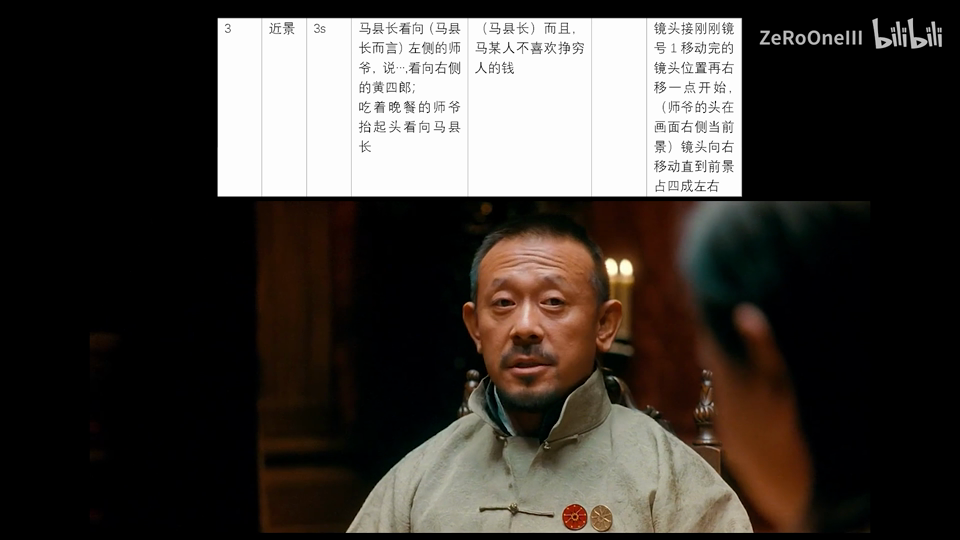 3
近景
3s
马县长看向（马县
长而言）左侧的师
爷，说…,看向右侧
的黄四郎；
吃着晚餐的师爷
抬起头看向马县
长
（马县长）而且，
马某人不喜欢挣穷
人的钱
镜头接刚刚镜
号 1 移动完的
镜头位置再右
移一点开始，
（师爷的头在
画面右侧当前
景）镜头向右
移动直到前景
占四成左右
ZeRoOneIII bilibili